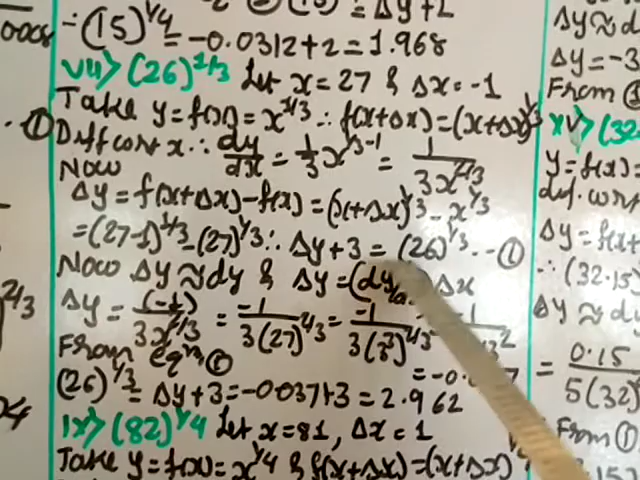 = Δy+2
∴(15)^1/4 = -0.0312+2 = 1.968
viii> (26)^1/3 Let x=27 & Δx=-1
Take y=f(x)=x^1/3 ∴ f(x+Δx)=(x+Δx)^1/3
Diff w.r.t x ∴ dy/dx = 1/3 x^1/3-1 = 1/3x^2/3
Now
Δy=f(x+Δx)-f(x)=(x+Δx)^1/3 - x^1/3
=(27-1)^1/3-(27)^1/3 ∴ Δy+3=(26)^1/3 --①
Now Δy≈dy & Δy=(dy/dx) Δx
Δy = (-1)/3x^2/3 = -1/3(27)^2/3 = -1/3(3^3)^2/3
From eqn ①
(26)^1/3 = Δy+3=-0.037+3=2.962
ix> (82)^1/4 Let x=81, Δx=1
Take y=f(x)=x^1/4 & f(x+Δx)=(x+Δx)^1/4
Δy≈d
Δy=-3
From
xv> (32
y=f(x)=
dif. w.r.t
Δy=f(x+
∴(32.15)
Δy≈dy
= 0.15/5(32)
From ①